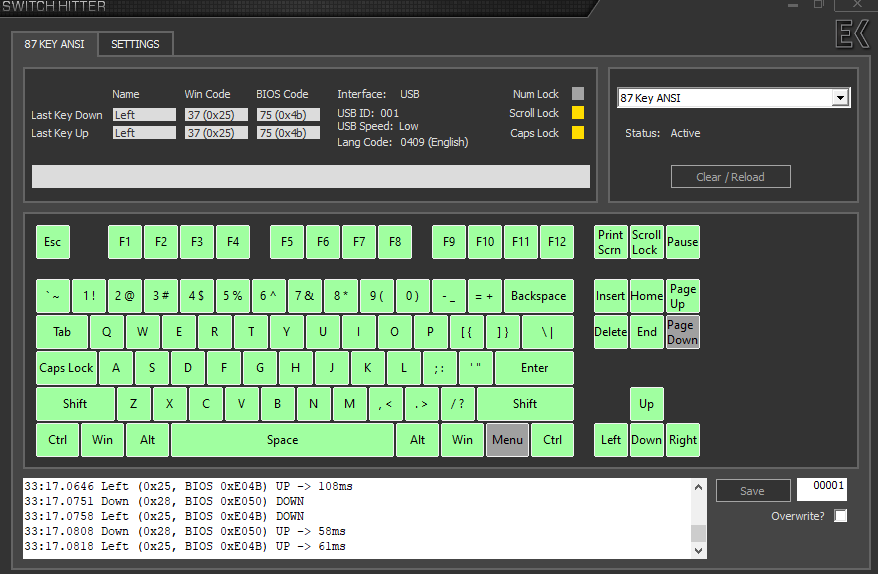 SWITCH HITTER
EK
87 KEY ANSI SETTINGS
Name Win Code BIOS Code Interface: USB Num Lock
Last Key Down Left 37 (0x25) 75 (0x4b) USB ID: 001 Scroll Lock
Last Key Up Left 37 (0x25) 75 (0x4b) USB Speed: Low Caps Lock
Lang Code: 0409 (English)
87 Key ANSI
Status: Active
Clear / Reload
Esc F1 F2 F3 F4 F5 F6 F7 F8 F9 F10 F11 F12 Print Scrn Scroll Lock Pause
` ~ 1 ! 2 @ 3 # 4 $ 5 % 6 ^ 7 & 8 * 9 ( 0 ) - _ = + Backspace Insert Home Page Up
Tab Q W E R T Y U I O P [ { ] } \ | Delete End Page Down
Caps Lock A S D F G H J K L ; : ' " Enter
Shift Z X C V B N M , < . > / ? Shift Up
Ctrl Win Alt Space Alt Win Menu Ctrl Left Down Right
33:17.0646 Left (0x25, BIOS 0xE04B) UP -> 108ms
33:17.0751 Down (0x28, BIOS 0xE050) DOWN
33:17.0758 Left (0x25, BIOS 0xE04B) DOWN
33:17.0808 Down (0x28, BIOS 0xE050) UP -> 58ms
33:17.0818 Left (0x25, BIOS 0xE04B) UP -> 61ms
Save 00001
Overwrite?